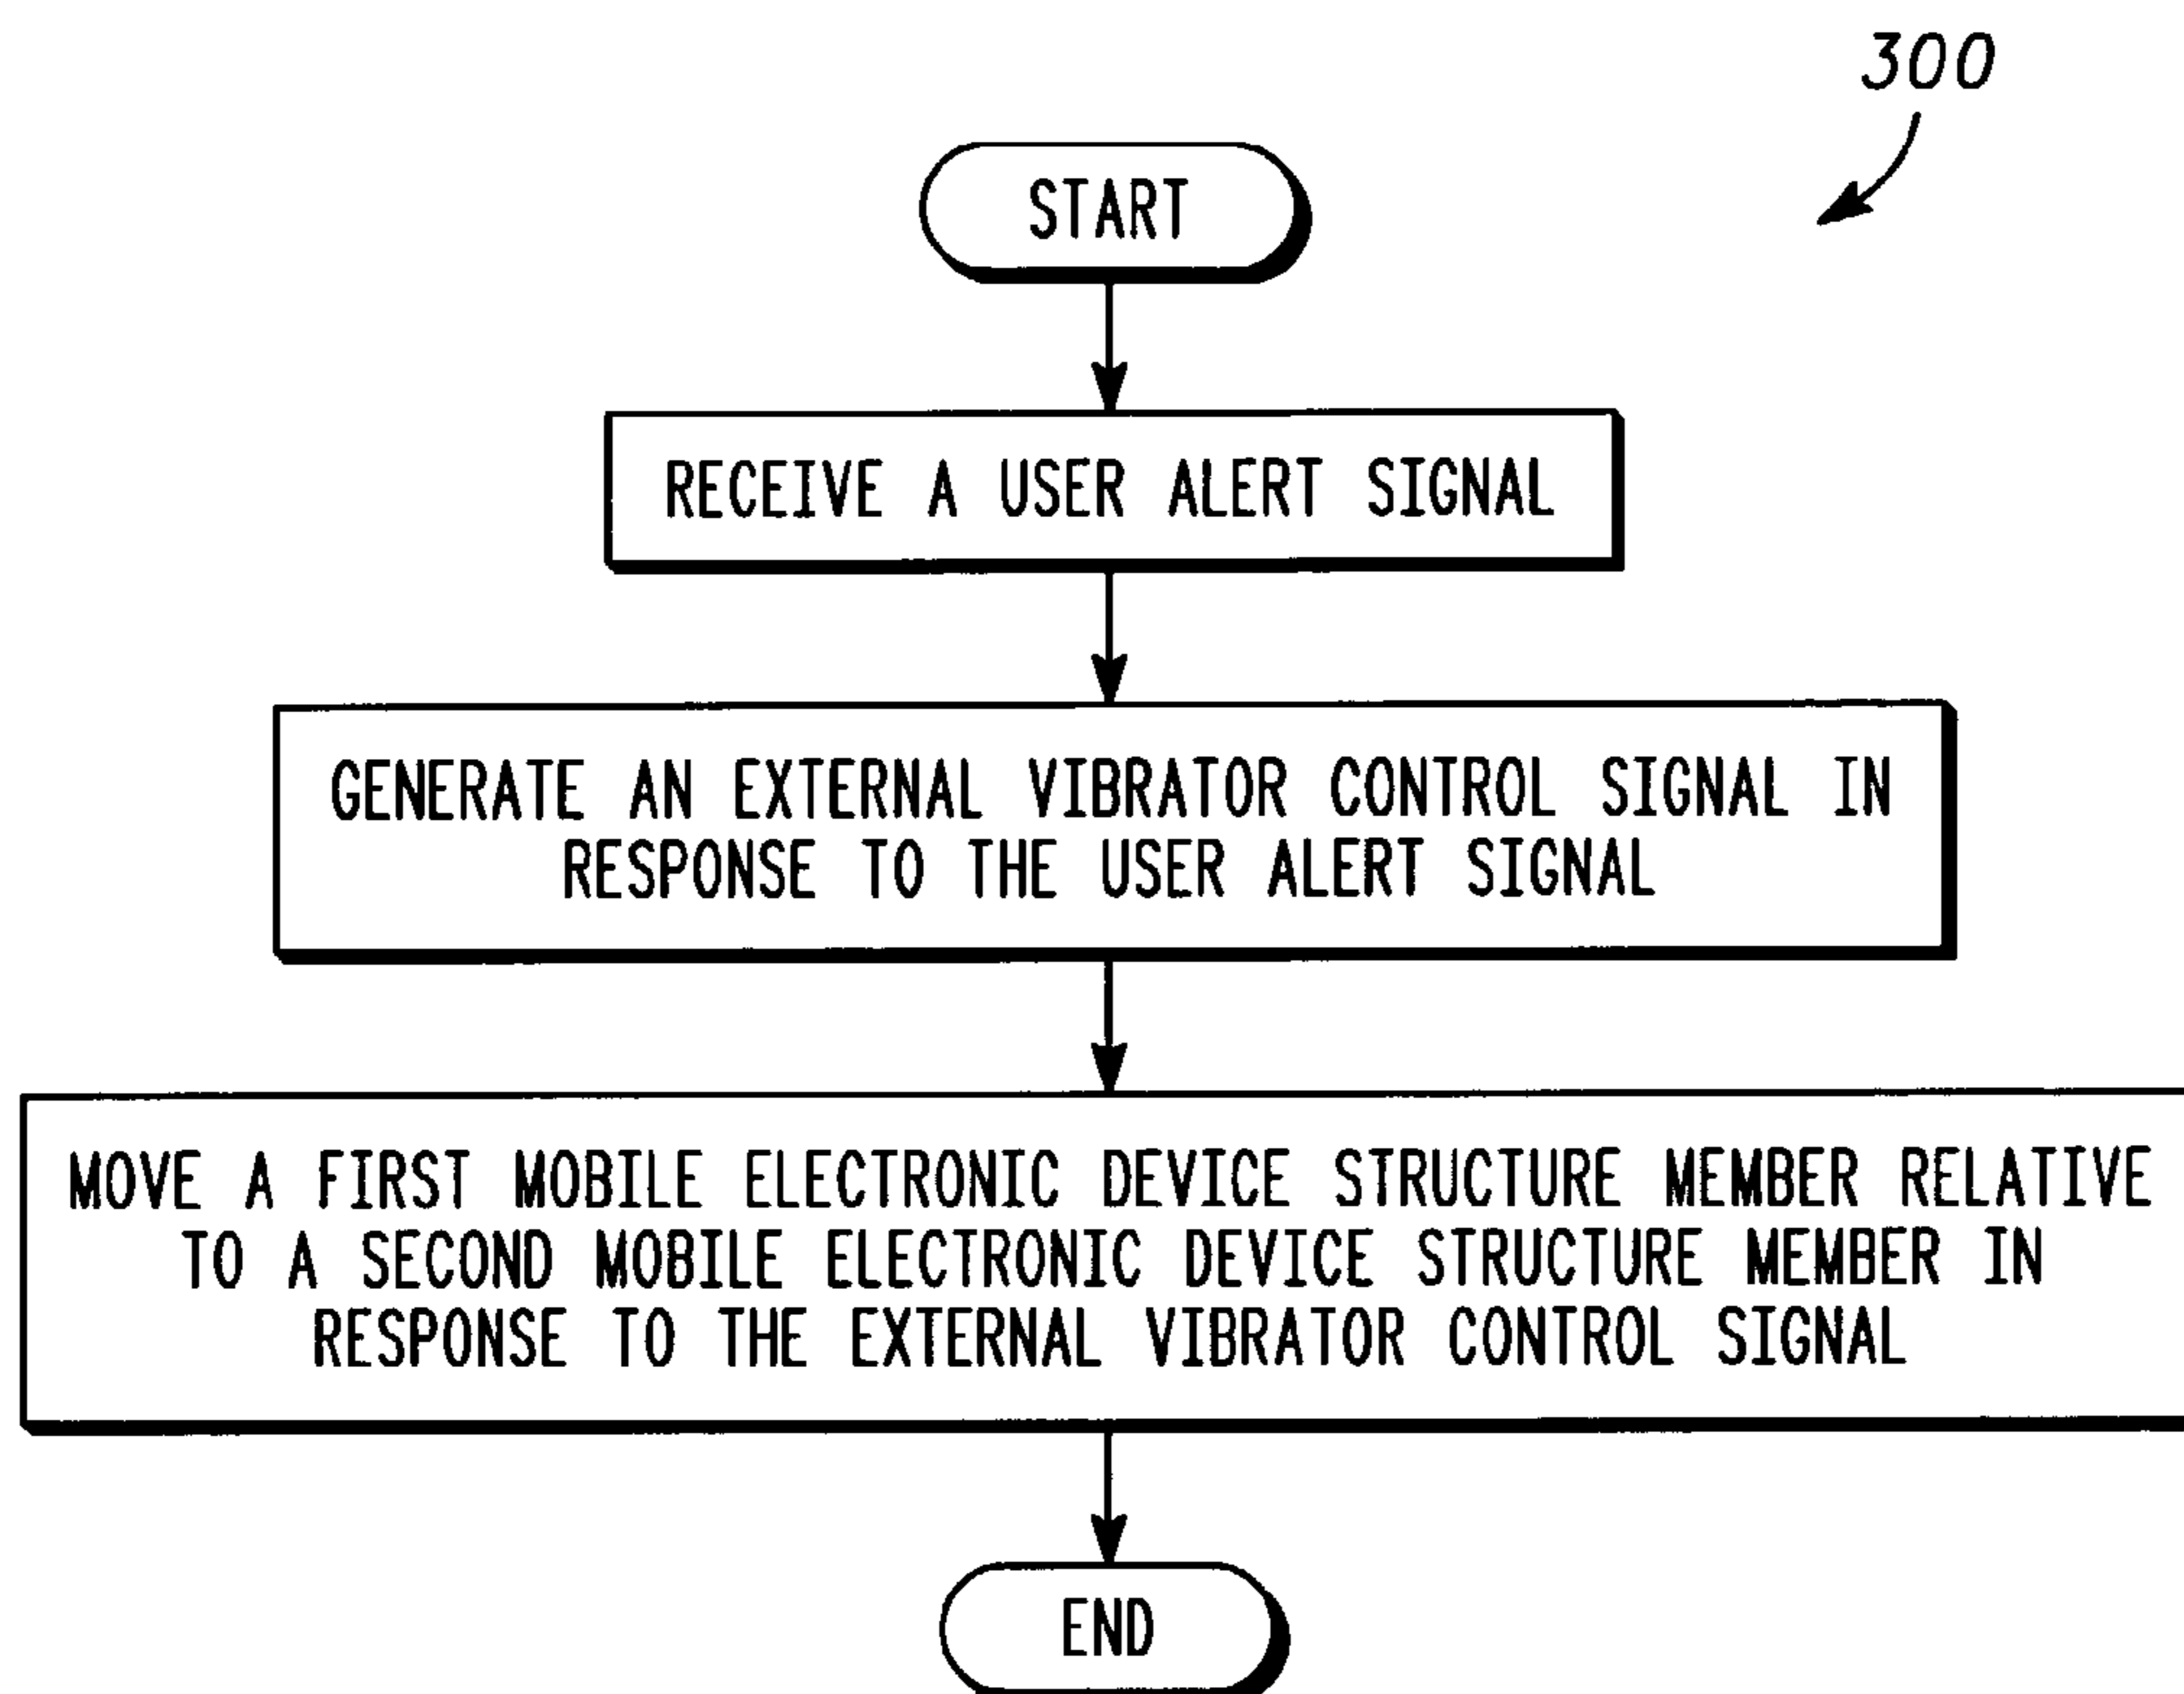 300
START
RECEIVE A USER ALERT SIGNAL
GENERATE AN EXTERNAL VIBRATOR CONTROL SIGNAL IN
RESPONSE TO THE USER ALERT SIGNAL
MOVE A FIRST MOBILE ELECTRONIC DEVICE STRUCTURE MEMBER RELATIVE
TO A SECOND MOBILE ELECTRONIC DEVICE STRUCTURE MEMBER IN
RESPONSE TO THE EXTERNAL VIBRATOR CONTROL SIGNAL
END